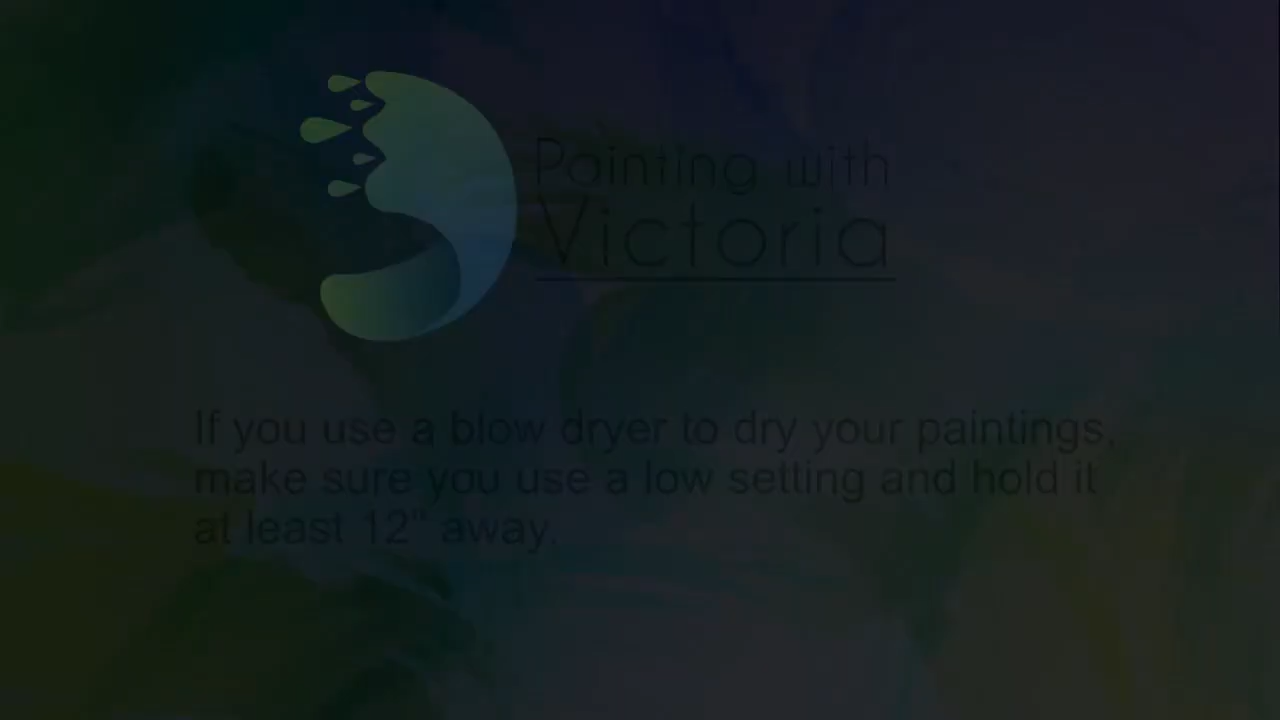 Painting with
Victoria
If you use a blow dryer to dry your paintings,
make sure you use a low setting and hold it
at least 12" away.